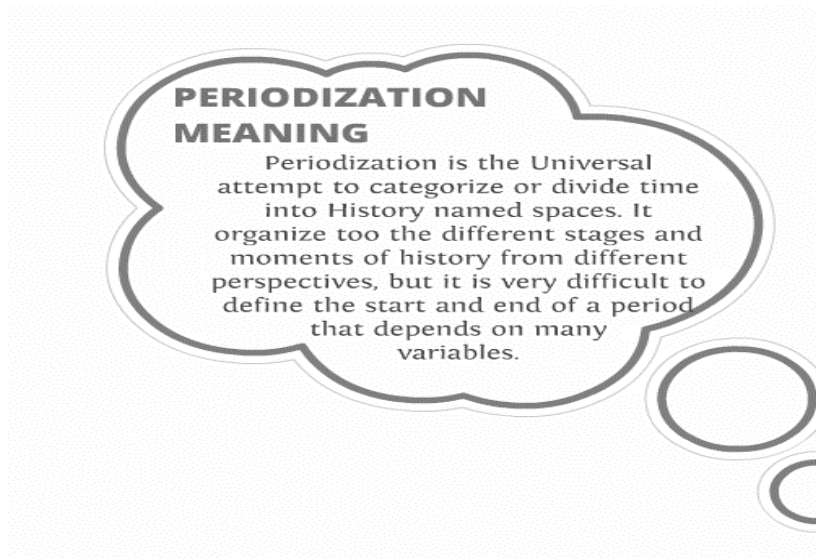 PERIODIZATION
MEANING
Periodization is the Universal
attempt to categorize or divide time
into History named spaces. It
organize too the different stages and
moments of history from different
perspectives, but it is very difficult to
define the start and end of a period
that depends on many
variables.